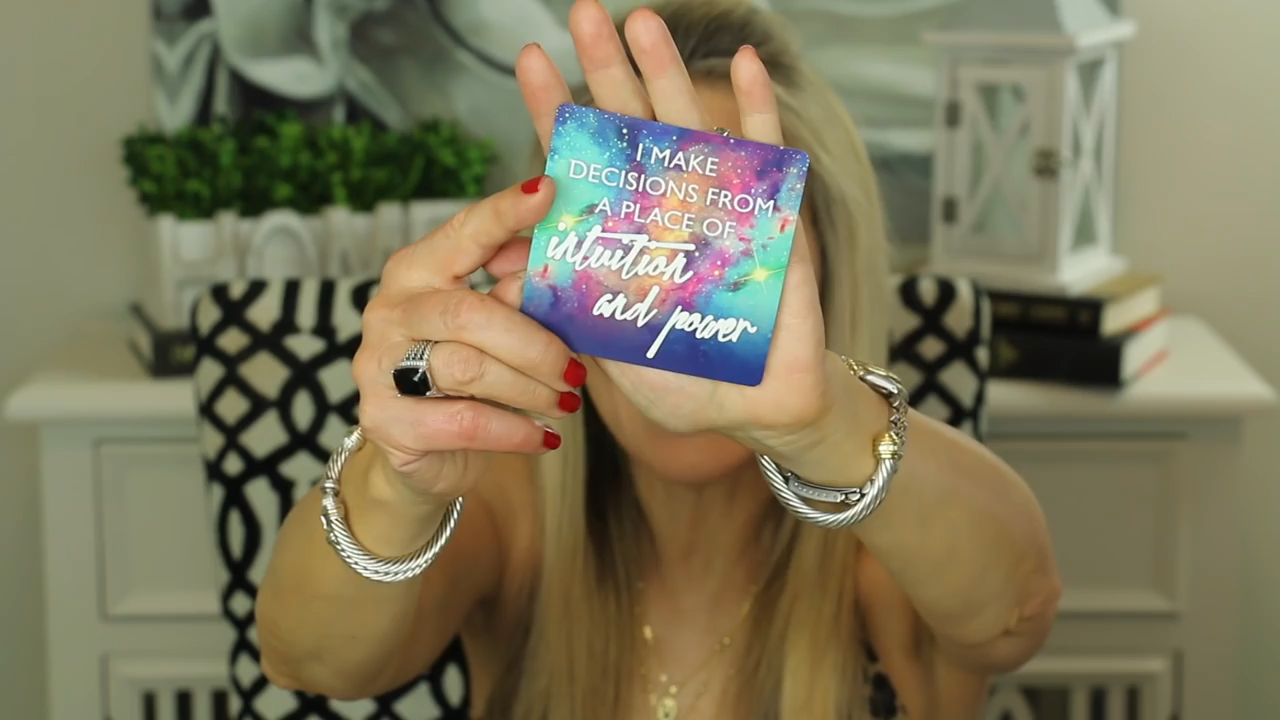 I MAKE
DECISIONS FROM
A PLACE OF
intuition
and power